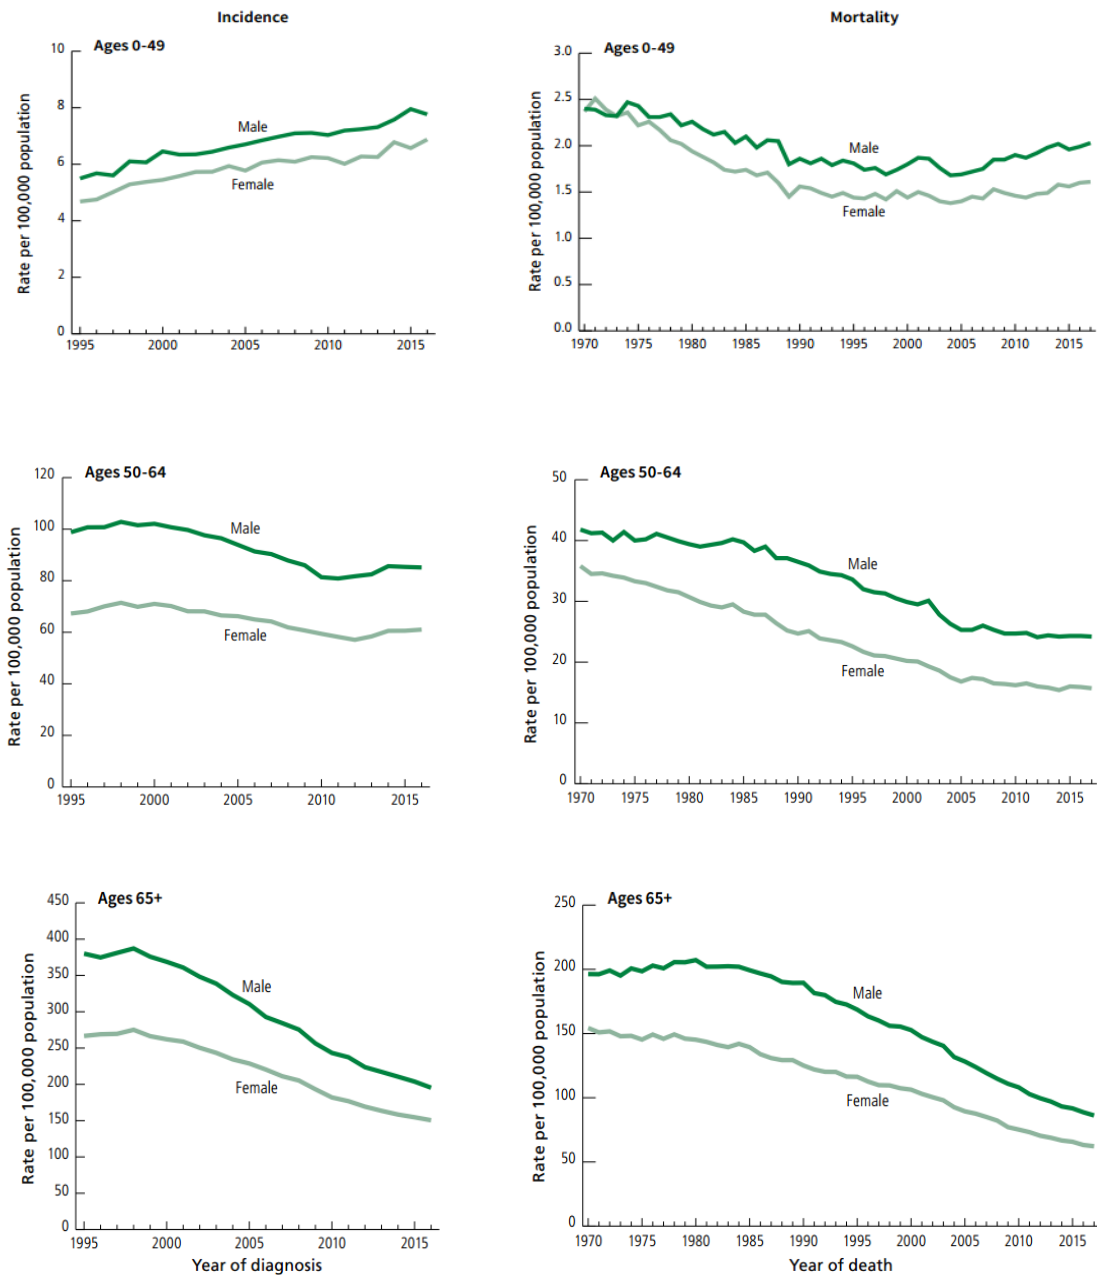 Incidence
Mortality
Ages 0-49
Rate per 100,000 population
10
8
6
4
2
0
Male
Female
1995 2000 2005 2010 2015
Ages 0-49
Rate per 100,000 population
3.0
2.5
2.0
1.5
1.0
0.5
0.0
Male
Female
1970 1975 1980 1985 1990 1995 2000 2005 2010 2015
Ages 50-64
Rate per 100,000 population
120
100
80
60
40
20
0
Male
Female
1995 2000 2005 2010 2015
Ages 50-64
Rate per 100,000 population
50
40
30
20
10
0
Male
Female
1970 1975 1980 1985 1990 1995 2000 2005 2010 2015
Ages 65+
Rate per 100,000 population
450
400
350
300
250
200
150
100
50
0
Male
Female
1995 2000 2005 2010 2015
Year of diagnosis
Ages 65+
Rate per 100,000 population
250
200
150
100
50
0
Male
Female
1970 1975 1980 1985 1990 1995 2000 2005 2010 2015
Year of death